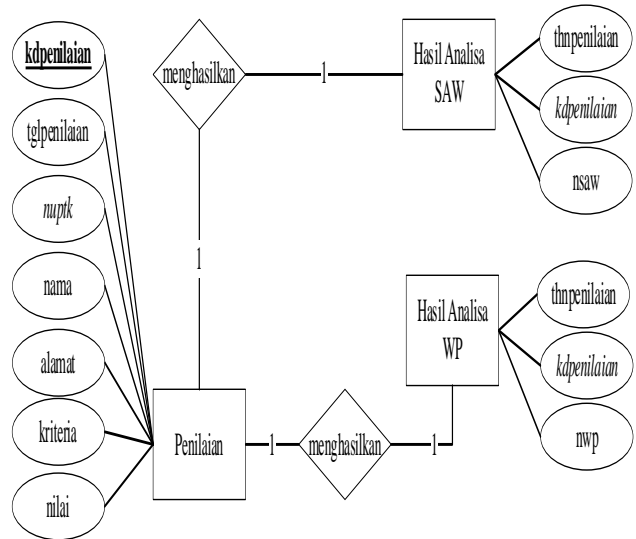 kdpenilaian
tglpenilaian
nuptk
nama
alamat
kriteria
nilai
menghasilkan
1
Hasil Analisa
SAW
thnpenilaian
kdpenilaian
nsaw
1
Penilaian
1
menghasilkan
1
Hasil Analisa
WP
thnpenilaian
kdpenilaian
nwp